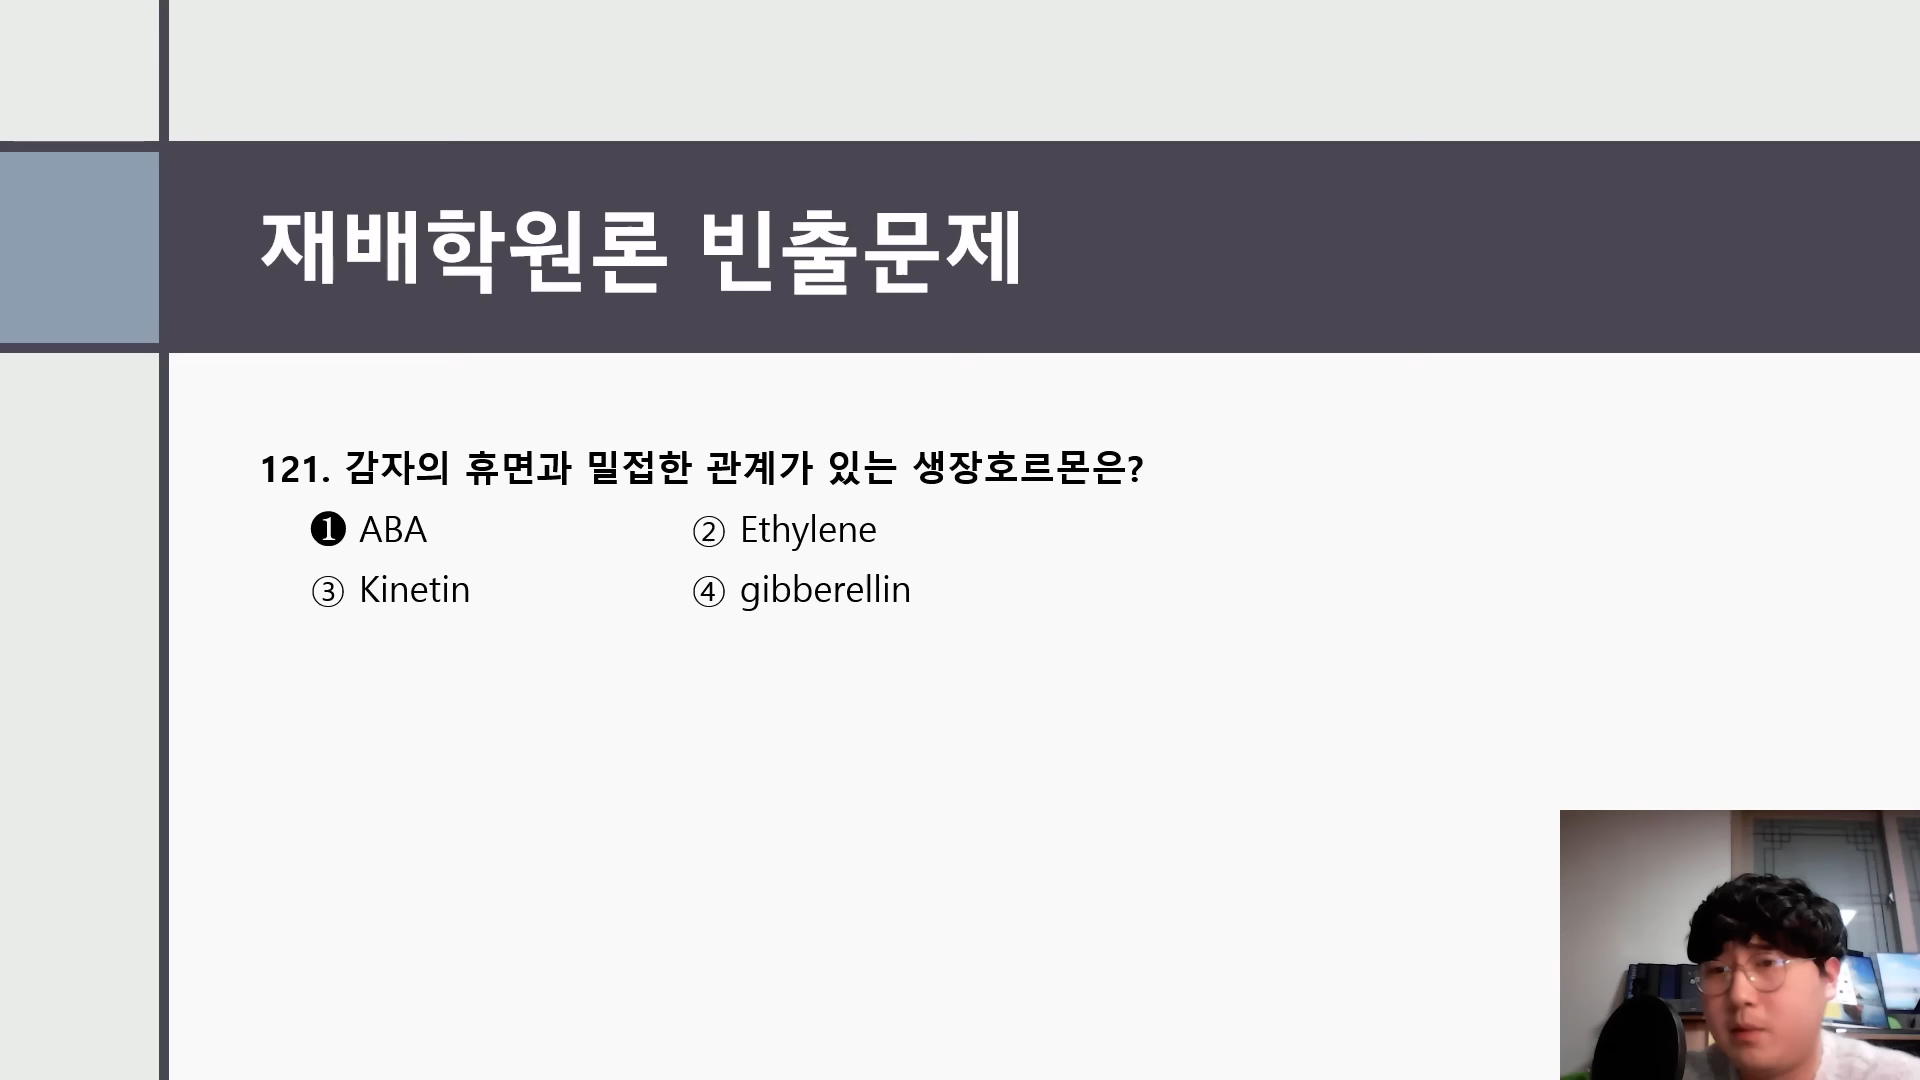 재배학원론 빈출문제
121. 감자의 휴면과 밀접한 관계가 있는 생장호르몬은?
❶ ABA ② Ethylene
③ Kinetin ④ gibberellin